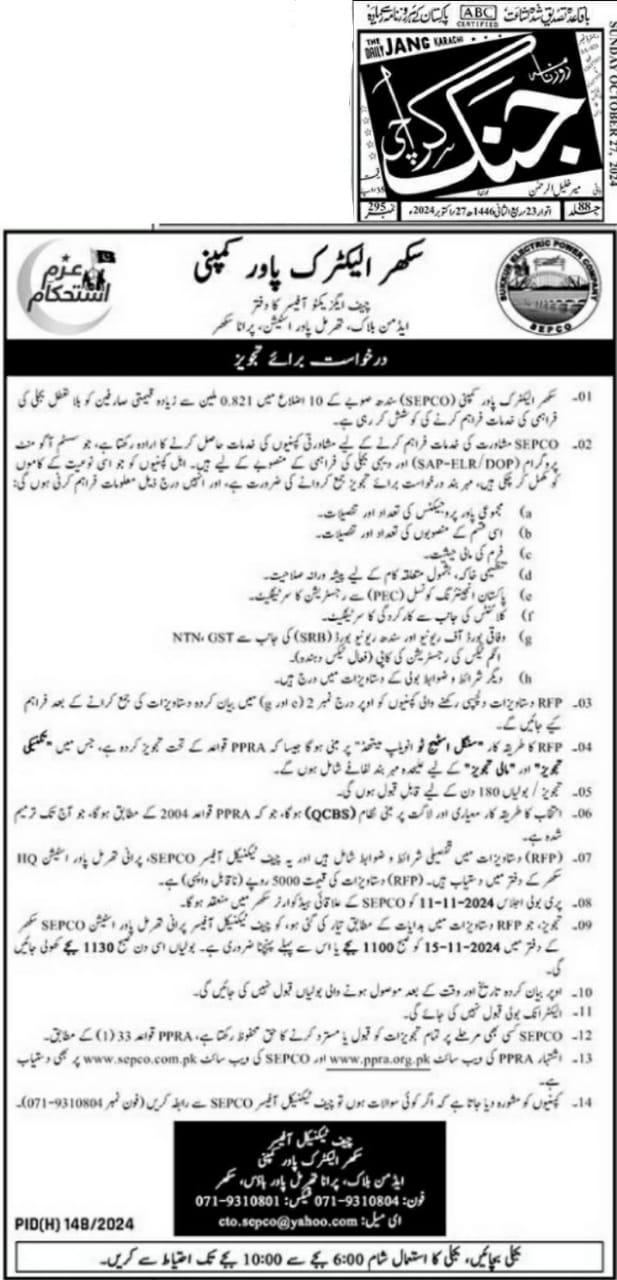 باقاعدہ تصدیق شدہ اشاعت ABC CERTIFIED پاکستان کے ہر روزنامہ سے زیادہ
THE DAILY JANG KARACHI
روزنامہ
جنگ
کراچی
میر خلیل الرحمٰن
SUNDAY OCTOBER 27, 2024
جلد 88 اتوار 23؍ ربیع الثانی 1446ھ 27؍ اکتوبر 2024ء نمبر 295
عزم استحکام
سکھر الیکٹرک پاور کمپنی
SUKKUR ELECTRIC POWER COMPANY
SEPCO
چیف ایگزیکٹو آفیسر کا دفتر
ایڈمن بلاک، تھرمل پاور اسٹیشن، پرانا سکھر
درخواست برائے تجویز
01۔ سکھر الیکٹرک پاور کمپنی (SEPCO) سندھ صوبے کے 10 اضلاع میں 0.821 ملین سے زیادہ قیمتی صارفین کو بلا تعطل بجلی کی
فراہمی کی خدمات فراہم کرنے کی کوشش کر رہی ہے۔
02۔ SEPCO مشاورت کی خدمات فراہم کرنے کے لیے مشاورتی کمپنیوں کی خدمات حاصل کرنے کا ارادہ رکھتا ہے، جو سسٹم آگومنٹ
پروگرام (SAP-ELR/DOP) اور دیہی بجلی کی فراہمی کے منصوبے کے لیے ہیں۔ اہل کمپنیوں کو جو اسی نوعیت کے کاموں
کو مکمل کر چکی ہیں، مہر بند درخواست برائے تجویز جمع کروانے کی ضرورت ہے، اور انہیں درج ذیل معلومات فراہم کرنی ہوں گی:
a) مجموعی پاور پروجیکٹس کی تعداد اور تفصیلات۔
b) اسی قسم کے منصوبوں کی تعداد اور تفصیلات۔
c) فرم کی مالی حیثیت۔
d) تنظیمی خاکہ، بشمول متعلقہ کام کے لیے پیشہ ورانہ صلاحیت۔
e) پاکستان انجینئرنگ کونسل (PEC) سے رجسٹریشن کا سرٹیفکیٹ۔
f) کلائنٹس کی جانب سے کارکردگی کا سرٹیفکیٹ۔
g) وفاقی بورڈ آف ریونیو اور سندھ ریونیو بورڈ (SRB) کی جانب سے NTN، GST
انکم ٹیکس کی رجسٹریشن کی کاپی (فعال ٹیکس دہندہ)۔
h) دیگر شرائط و ضوابط بولی کے دستاویزات میں درج ہیں۔
03۔ RFP دستاویزات دلچسپی رکھنے والی کمپنیوں کو اوپر درج نمبر 2 (e اور g) میں بیان کردہ دستاویزات کی جمع کرانے کے بعد فراہم
کیے جائیں گے۔
04۔ RFP کا طریقہ کار "سنگل اسٹیج ٹو انویلپ میتھڈ" پر مبنی ہوگا جیسا کہ PPRA قواعد کے تحت تجویز کردہ ہے، جس میں "تکنیکی
تجویز" اور "مالی تجویز" کے لیے علیحدہ مہر بند لفافے شامل ہوں گے۔
05۔ تجویز / بولیاں 180 دن کے لیے قابل قبول ہوں گی۔
06۔ انتخاب کا طریقہ کار معیاری اور لاگت پر مبنی نظام (QCBS) ہوگا، جو کہ PPRA قواعد 2004 کے مطابق ہوگا، جو آج تک ترمیم
شدہ ہے۔
07۔ (RFP) دستاویزات میں تفصیلی شرائط و ضوابط شامل ہیں اور یہ چیف ٹیکنیکل آفیسر SEPCO، پرانی تھرمل پاور اسٹیشن HQ
سکھر کے دفتر میں دستیاب ہیں۔ (RFP) دستاویزات کی قیمت 5000 روپے (ناقابل واپسی) ہے۔
08۔ پری بولی اجلاس 11-11-2024 کو SEPCO کے علاقائی ہیڈکوارٹر سکھر میں منعقد ہوگا۔
09۔ تجویز، جو RFP دستاویزات میں ہدایات کے مطابق تیار کی گئی ہو، کو چیف ٹیکنیکل آفیسر پرانی تھرمل پاور اسٹیشن SEPCO سکھر
کے دفتر میں 15-11-2024 کو صبح 1100 بجے یا اس سے پہلے پہنچنا ضروری ہے۔ بولیاں اسی دن صبح 1130 بجے کھولی جائیں
گی۔
10۔ اوپر بیان کردہ تاریخ اور وقت کے بعد موصول ہونے والی بولیاں قبول نہیں کی جائیں گی۔
11۔ الیکٹرانک بولی قبول نہیں کی جائے گی۔
12۔ SEPCO کسی بھی مرحلے پر تمام تجویزات کو قبول یا مسترد کرنے کا حق محفوظ رکھتا ہے، PPRA قواعد 33(1) کے مطابق۔
13۔ اشتہار PPRA کی ویب سائٹ www.ppra.org.pk اور SEPCO کی ویب سائٹ www.sepco.com.pk پر بھی دستیاب
ہے۔
14۔ کمپنیوں کو مشورہ دیا جاتا ہے کہ اگر کوئی سوالات ہوں تو چیف ٹیکنیکل آفیسر SEPCO سے رابطہ کریں (فون نمبر 071-9310804)۔
چیف ٹیکنیکل آفیسر
سکھر الیکٹرک پاور کمپنی
ایڈمن بلاک، پرانا تھرمل پاور ہاؤس، سکھر
فون: 071-9310804 فیکس: 071-9310801
ای میل: cto.sepco@yahoo.com
PID(H) 148/2024
بجلی بچائیں، بجلی کا استعمال شام 6:00 بجے سے 10:00 بجے تک احتیاط سے کریں۔